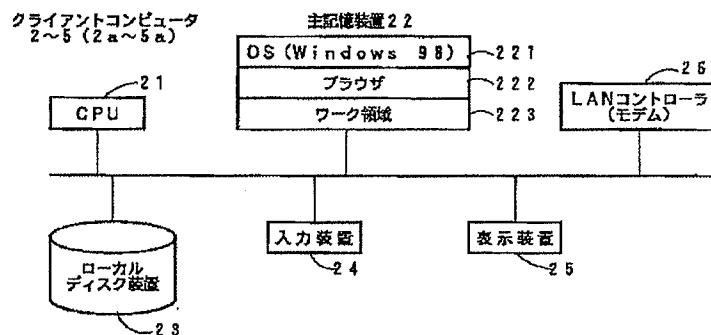 クライアントコンピュータ
2〜5(2a〜5a)
主記憶装置22
OS(Windows 98)
221
ブラウザ
222
ワーク領域
223
21
CPU
26
LANコントローラ
(モデム)
ローカル
ディスク装置
23
入力装置
24
表示装置
25